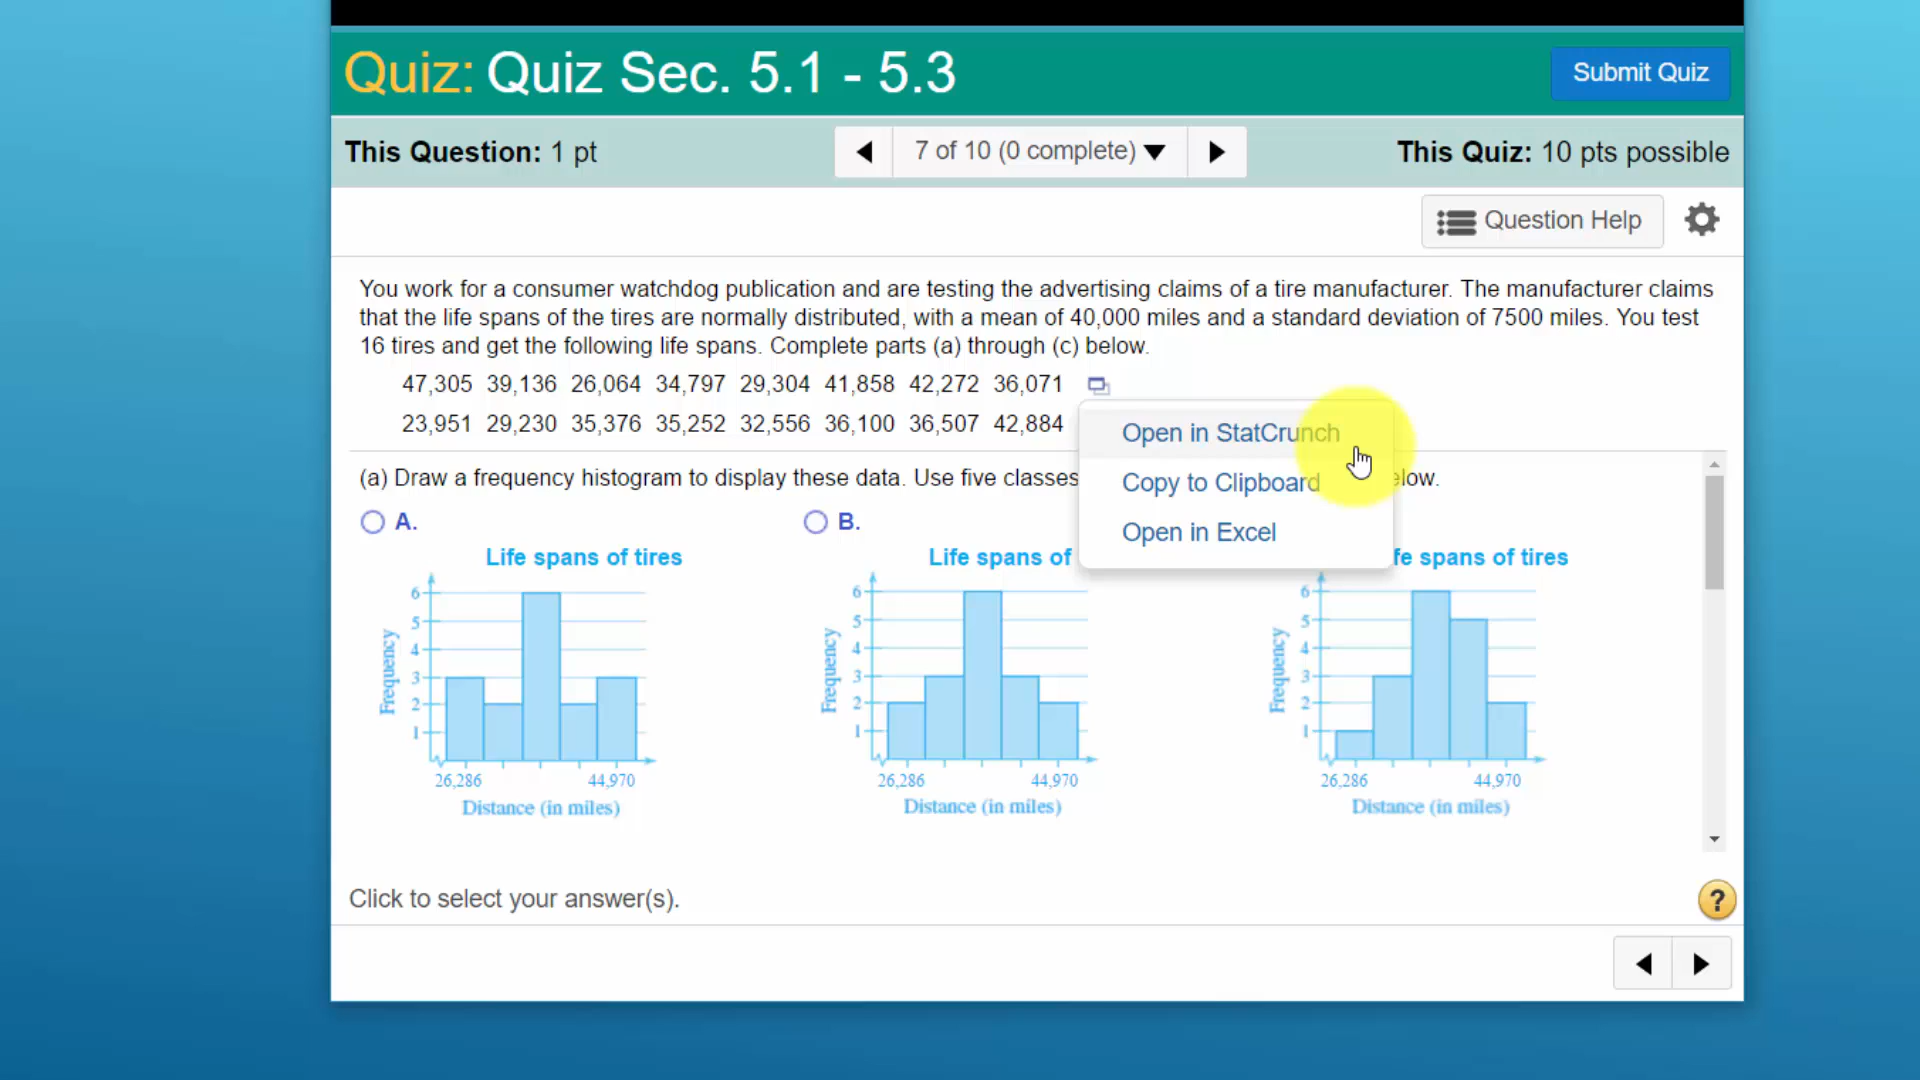 Quiz: Quiz Sec. 5.1 - 5.3
Submit Quiz
This Question: 1 pt
7 of 10 (0 complete)
This Quiz: 10 pts possible
Question Help
You work for a consumer watchdog publication and are testing the advertising claims of a tire manufacturer. The manufacturer claims
that the life spans of the tires are normally distributed, with a mean of 40,000 miles and a standard deviation of 7500 miles. You test
16 tires and get the following life spans. Complete parts (a) through (c) below.
47,305 39,136 26,064 34,797 29,304 41,858 42,272 36,071
23,951 29,230 35,376 35,252 32,556 36,100 36,507 42,884
Open in StatCrunch
Copy to Clipboard
Open in Excel
(a) Draw a frequency histogram to display these data. Use five classes elow.
A.
Life spans of tires
Frequency
6
5
4
3
2
1
26,286 44,970
Distance (in miles)
B.
Life spans of
Frequency
6
5
4
3
2
1
26,286 44,970
Distance (in miles)
fe spans of tires
Frequency
6
5
4
3
2
1
26,286 44,970
Distance (in miles)
Click to select your answer(s).
?